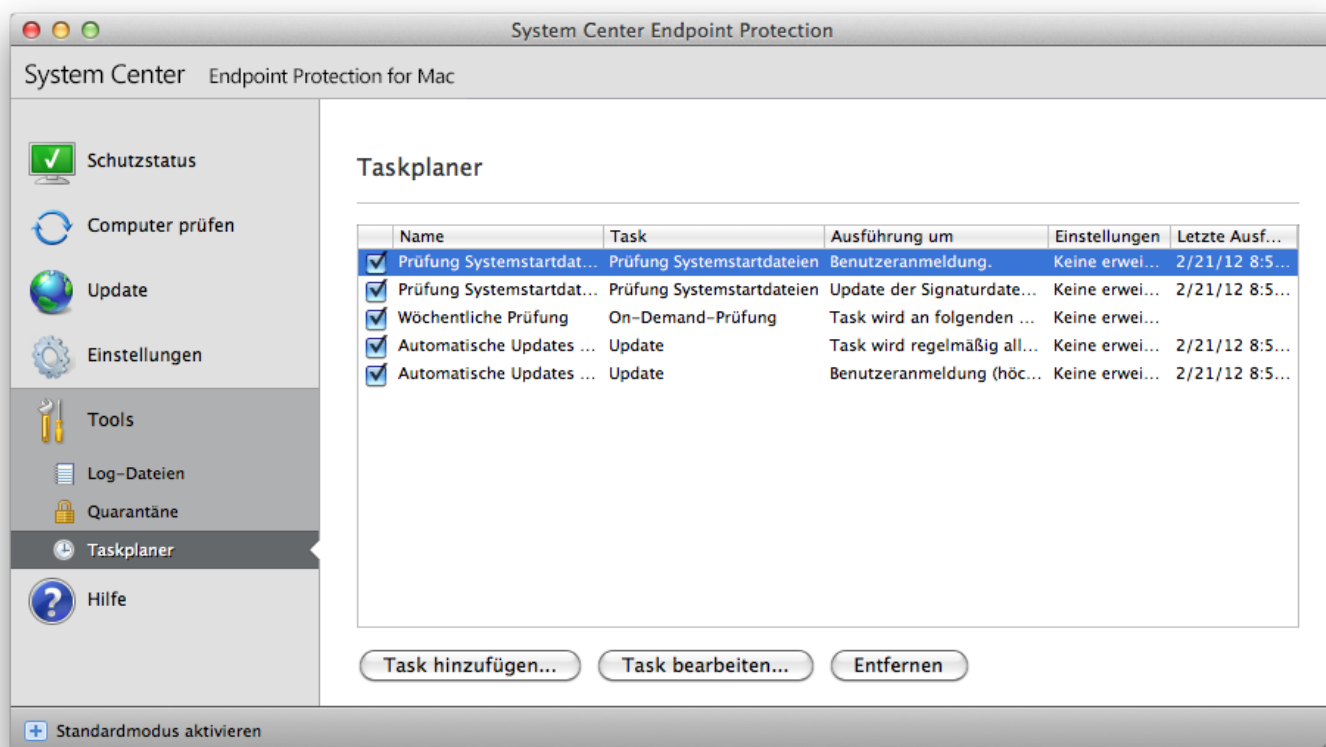 System Center Endpoint Protection
System Center Endpoint Protection for Mac
Schutzstatus
Computer prüfen
Update
Einstellungen
Tools
Log-Dateien
Quarantäne
Taskplaner
Hilfe
Taskplaner
Name Task Ausführung um Einstellungen Letzte Ausf...
Prüfung Systemstartdat... Prüfung Systemstartdateien Benutzeranmeldung. Keine erwei... 2/21/12 8:5...
Prüfung Systemstartdat... Prüfung Systemstartdateien Update der Signaturdate... Keine erwei... 2/21/12 8:5...
Wöchentliche Prüfung On-Demand-Prüfung Task wird an folgenden ... Keine erwei...
Automatische Updates ... Update Task wird regelmäßig all... Keine erwei... 2/21/12 8:5...
Automatische Updates ... Update Benutzeranmeldung (höc... Keine erwei... 2/21/12 8:5...
Task hinzufügen... Task bearbeiten... Entfernen
Standardmodus aktivieren